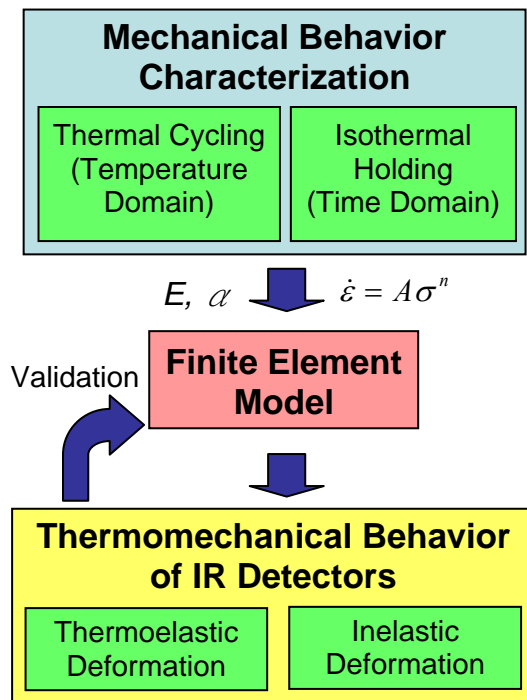 Mechanical Behavior
Characterization
Thermal Cycling
(Temperature
Domain)
Isothermal
Holding
(Time Domain)
E, α
ε̇ = Aσⁿ
Validation
Finite Element
Model
Thermomechanical Behavior
of IR Detectors
Thermoelastic
Deformation
Inelastic
Deformation